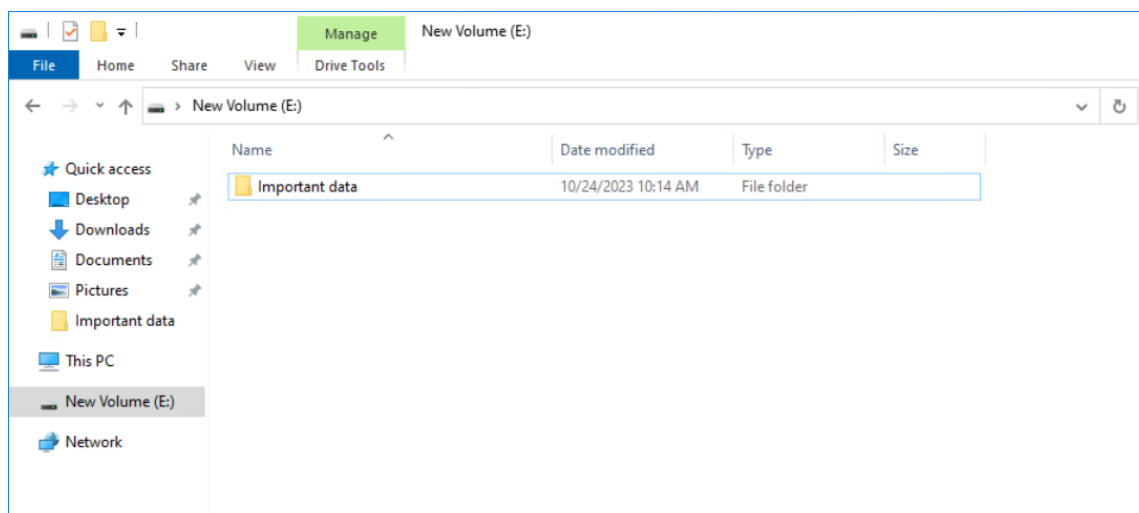 Manage New Volume (E:)
File Home Share View Drive Tools
New Volume (E:)
Name Date modified Type Size
Quick access
Important data 10/24/2023 10:14 AM File folder
Desktop
Downloads
Documents
Pictures
Important data
This PC
New Volume (E:)
Network